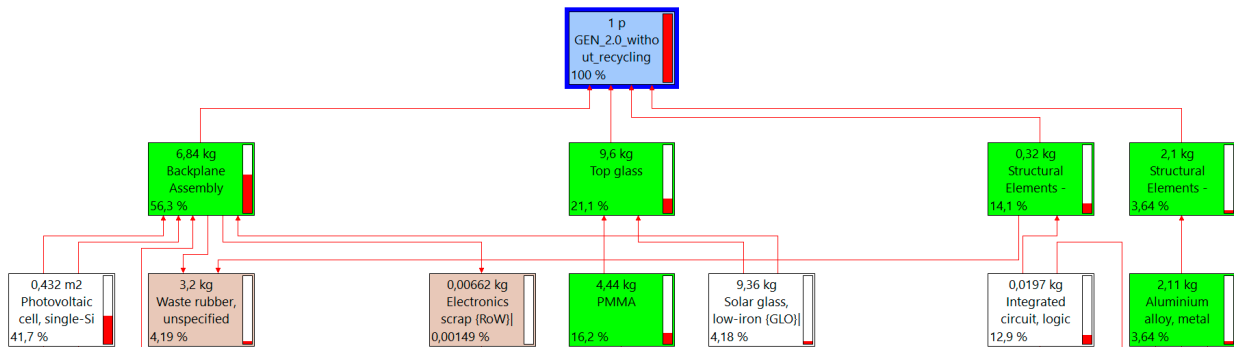 1 p
GEN_2.0_witho
ut_recycling
100 %
6,84 kg
Backplane
Assembly
56,3 %
9,6 kg
Top glass
21,1 %
0,32 kg
Structural
Elements -
14,1 %
2,1 kg
Structural
Elements -
3,64 %
0,432 m2
Photovoltaic
cell, single-Si
41,7 %
3,2 kg
Waste rubber,
unspecified
4,19 %
0,00662 kg
Electronics
scrap {RoW}|
0,00149 %
4,44 kg
PMMA
16,2 %
9,36 kg
Solar glass,
low-iron {GLO}|
4,18 %
0,0197 kg
Integrated
circuit, logic
12,9 %
2,11 kg
Aluminium
alloy, metal
3,64 %